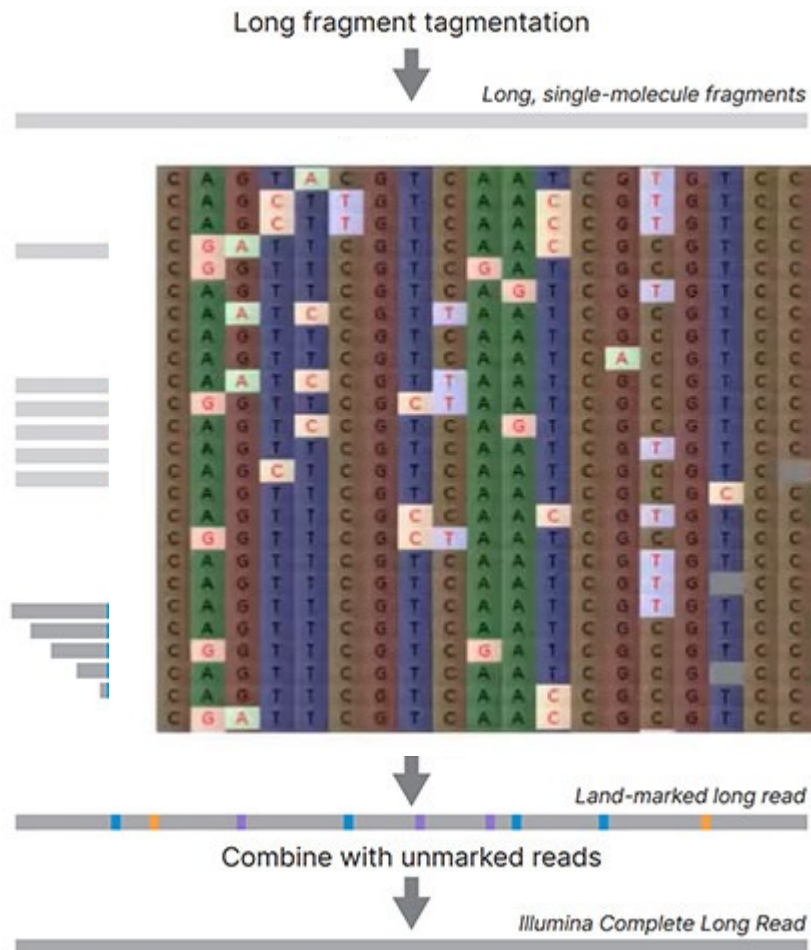 Long fragment tagmentation
Long, single-molecule fragments
C A G T A C G T C A A T C G T G T C C
C A G C T T G T C A A C C G T G T C C
C A G C T T G T C A A C C G T G T C C
C G A T T C G T C A A C C G C G T C C
C G G T T C G T C G A T C G C G T C C
C A G T T C G T C A G T C G T G T C C
C A A T C C G T T A A T C G C G T C C
C A G T T C G T C A A T C G C G T C C
C A G T T C G T C A A T C A C G T C C
C A A T C C G T T A A T C G C G T C C
C G G T T C G C T A A T C G C G T C C
C A G T C C G T C A G T C G C G T C C
C A G T T C G T C A A T C G T G T C C
C A G C T C G T C A A T C G C G T C
C A G T T C G T C A A T C G C G C C C
C A G T T C G C C A A C C G T G T C C
C G G T T C G C T A A T C G C G T C C
C A G T T C G T C A A T C G T G T C C
C A G T T C G T C A A T C G T G C C
C A G T T C G T C A A T C G T G T C C
C A G T T C G T C A A T C G C G T C C
C G G T T C G T C G A T C G C G T C C
C A G T T C G T C A A T C G C G C C
C A G T T C G T C A A C C G C G T C C
C G A T T C G T C A A C C G C G T C C
Land-marked long read
Combine with unmarked reads
Illumina Complete Long Read